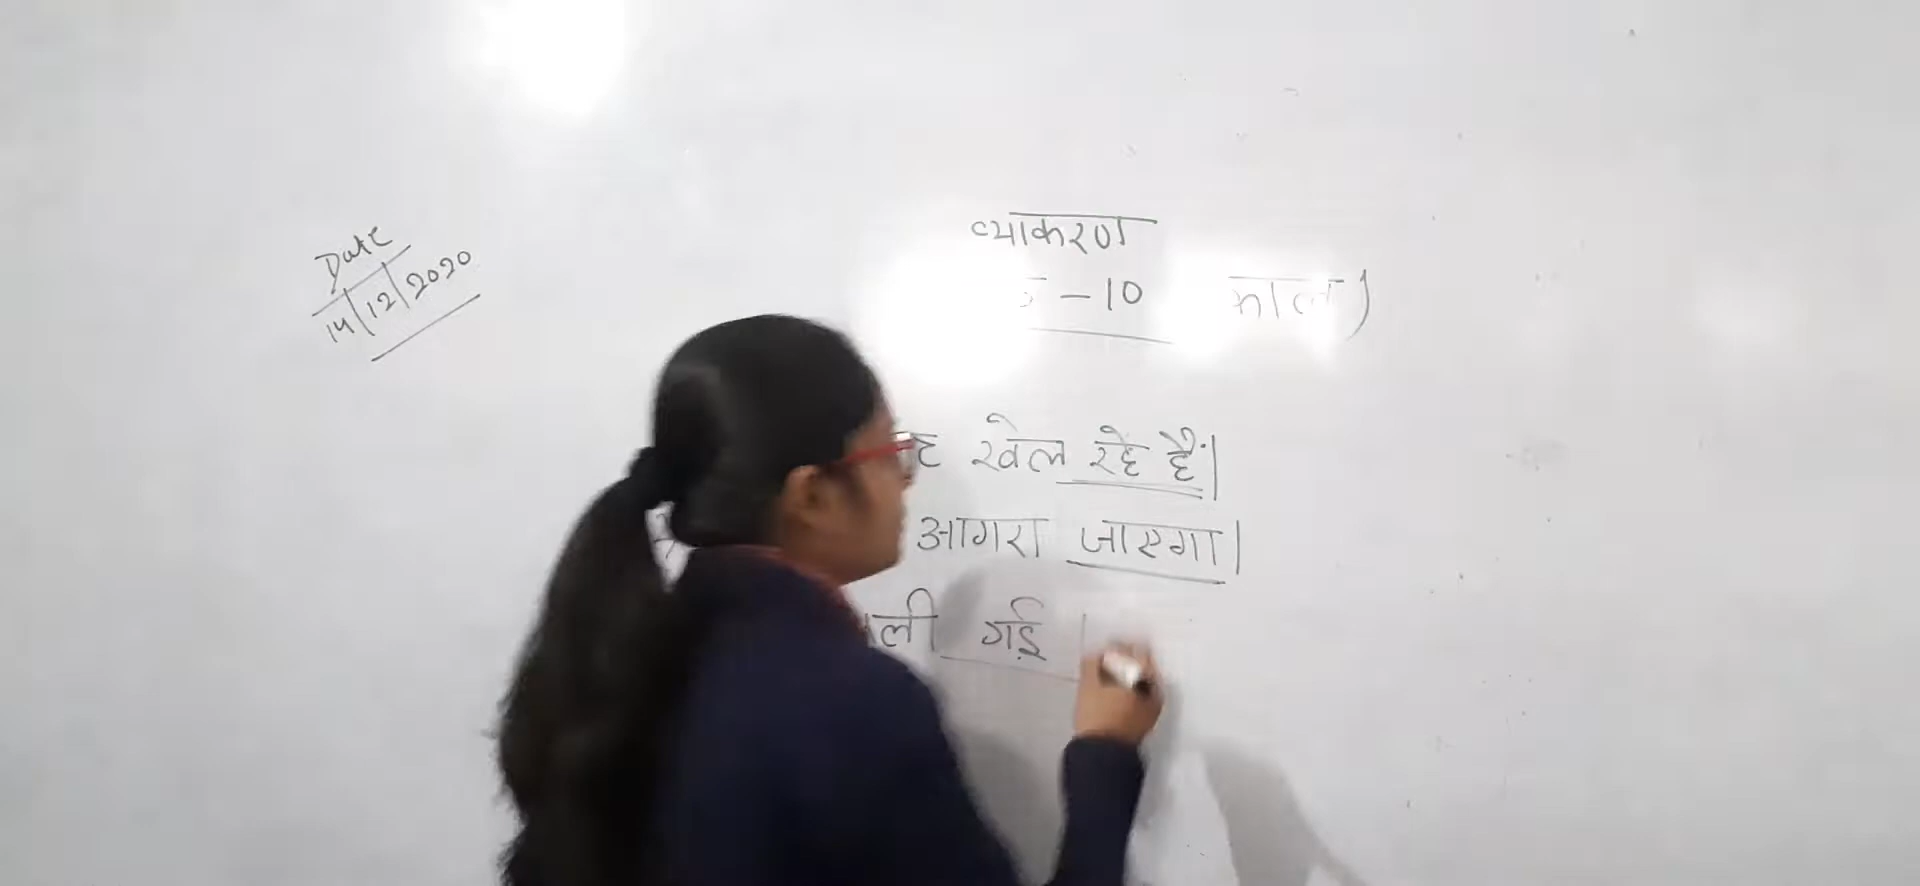 Date
14/12/2020
व्याकरण
– 10 काल)
खेल रहे हैं।
आगरा जाएगा।
गई